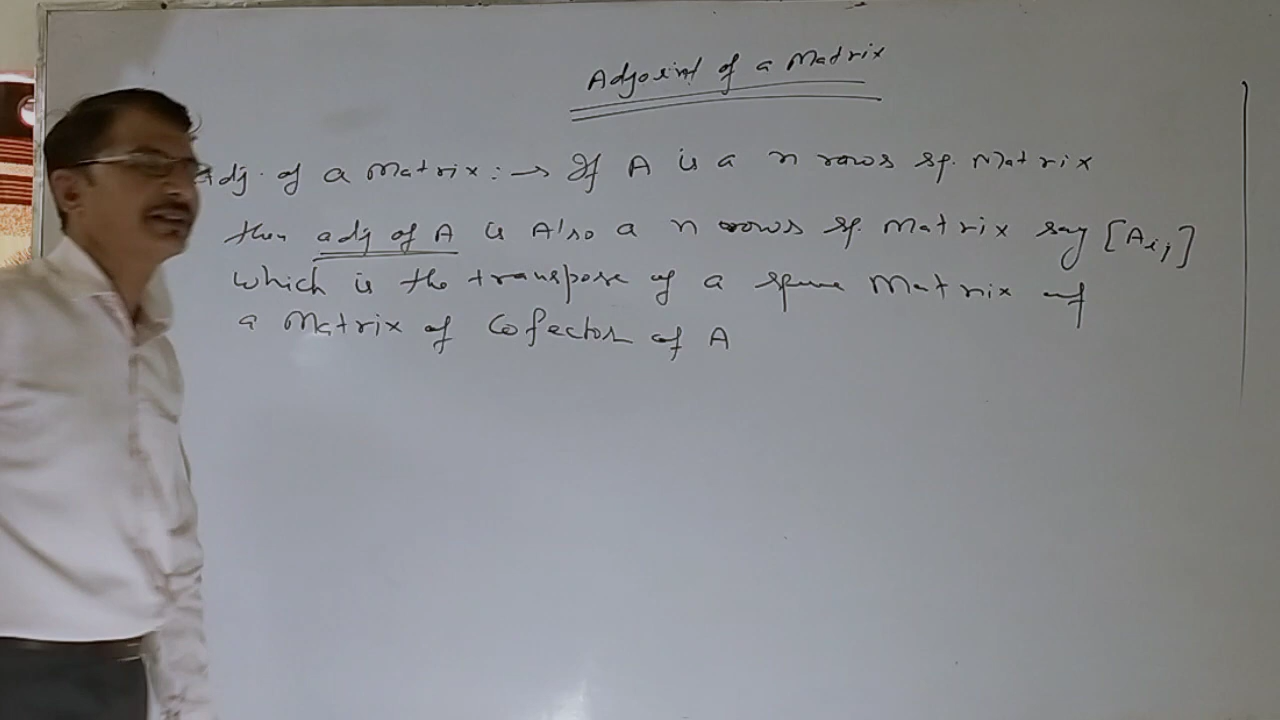 Adjoint of a Matrix
Adj. of a Matrix :→ If A is a n rows sq. Matrix
then adj of A is Also a n rows sq. Matrix say [Aij]
which is the transpose of a square Matrix and
a Matrix of Cofactor of A